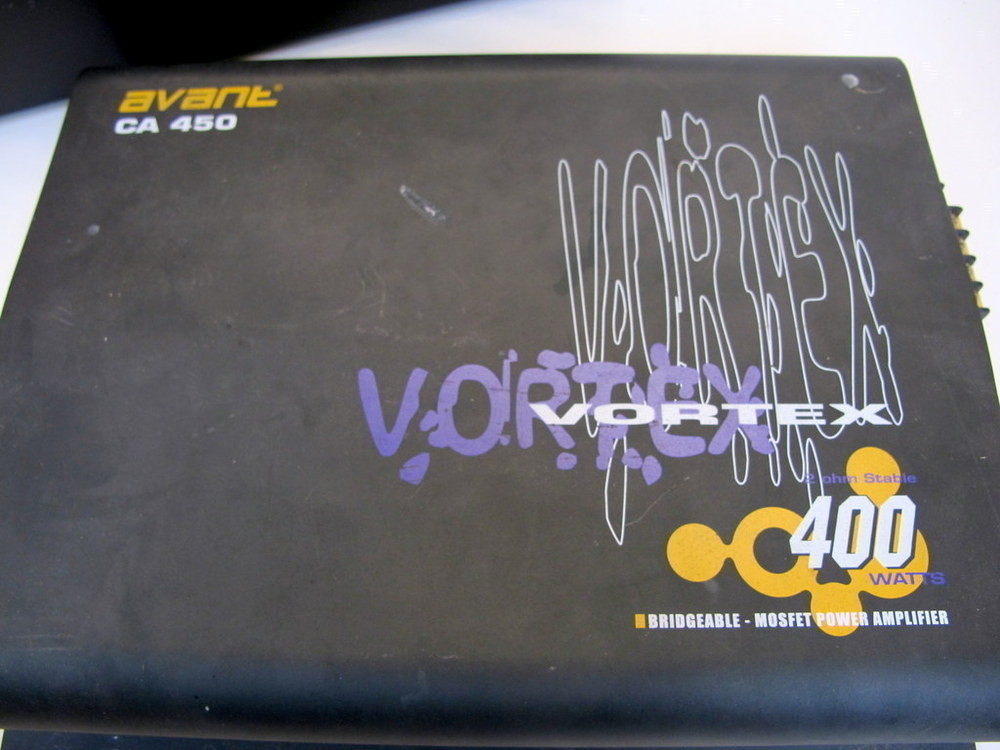 avant
CA 450
VORTEX
VORTEX
VORTEX
2 ohm Stable
400
WATTS
BRIDGEABLE - MOSFET POWER AMPLIFIER